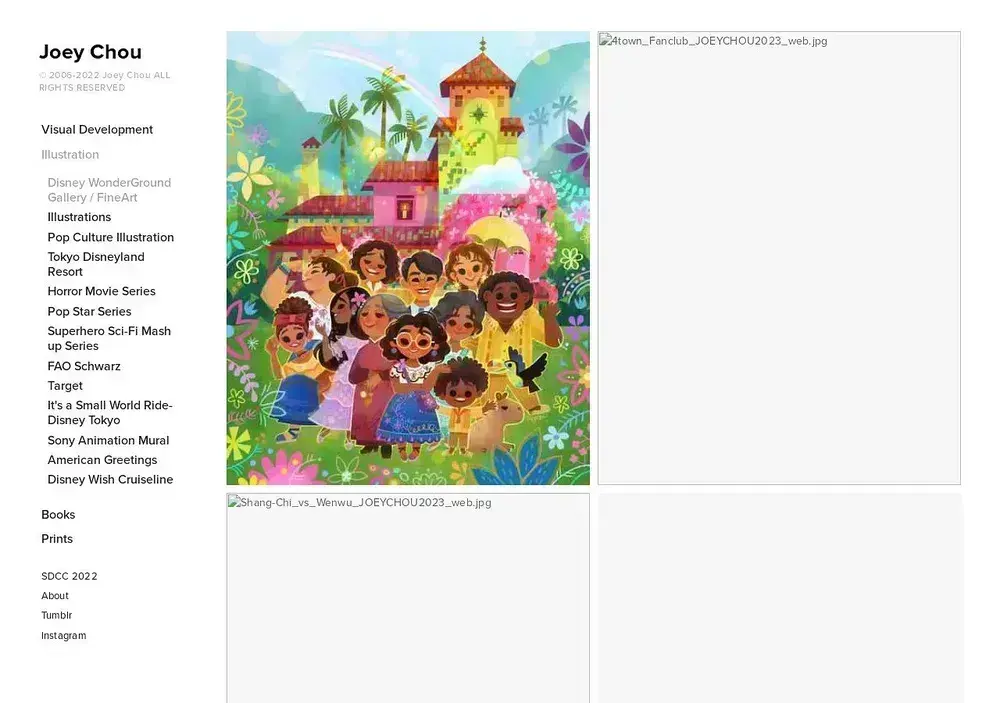 Joey Chou
© 2006-2022 Joey Chou ALL
RIGHTS RESERVED
Visual Development
Illustration
Disney WonderGround
Gallery / FineArt
Illustrations
Pop Culture Illustration
Tokyo Disneyland
Resort
Horror Movie Series
Pop Star Series
Superhero Sci-Fi Mash
up Series
FAO Schwarz
Target
It's a Small World Ride-
Disney Tokyo
Sony Animation Mural
American Greetings
Disney Wish Cruiseline
Books
Prints
SDCC 2022
About
Tumblr
Instagram
4town_Fanclub_JOEYCHOU2023_web.jpg
Shang-Chi_vs_Wenwu_JOEYCHOU2023_web.jpg